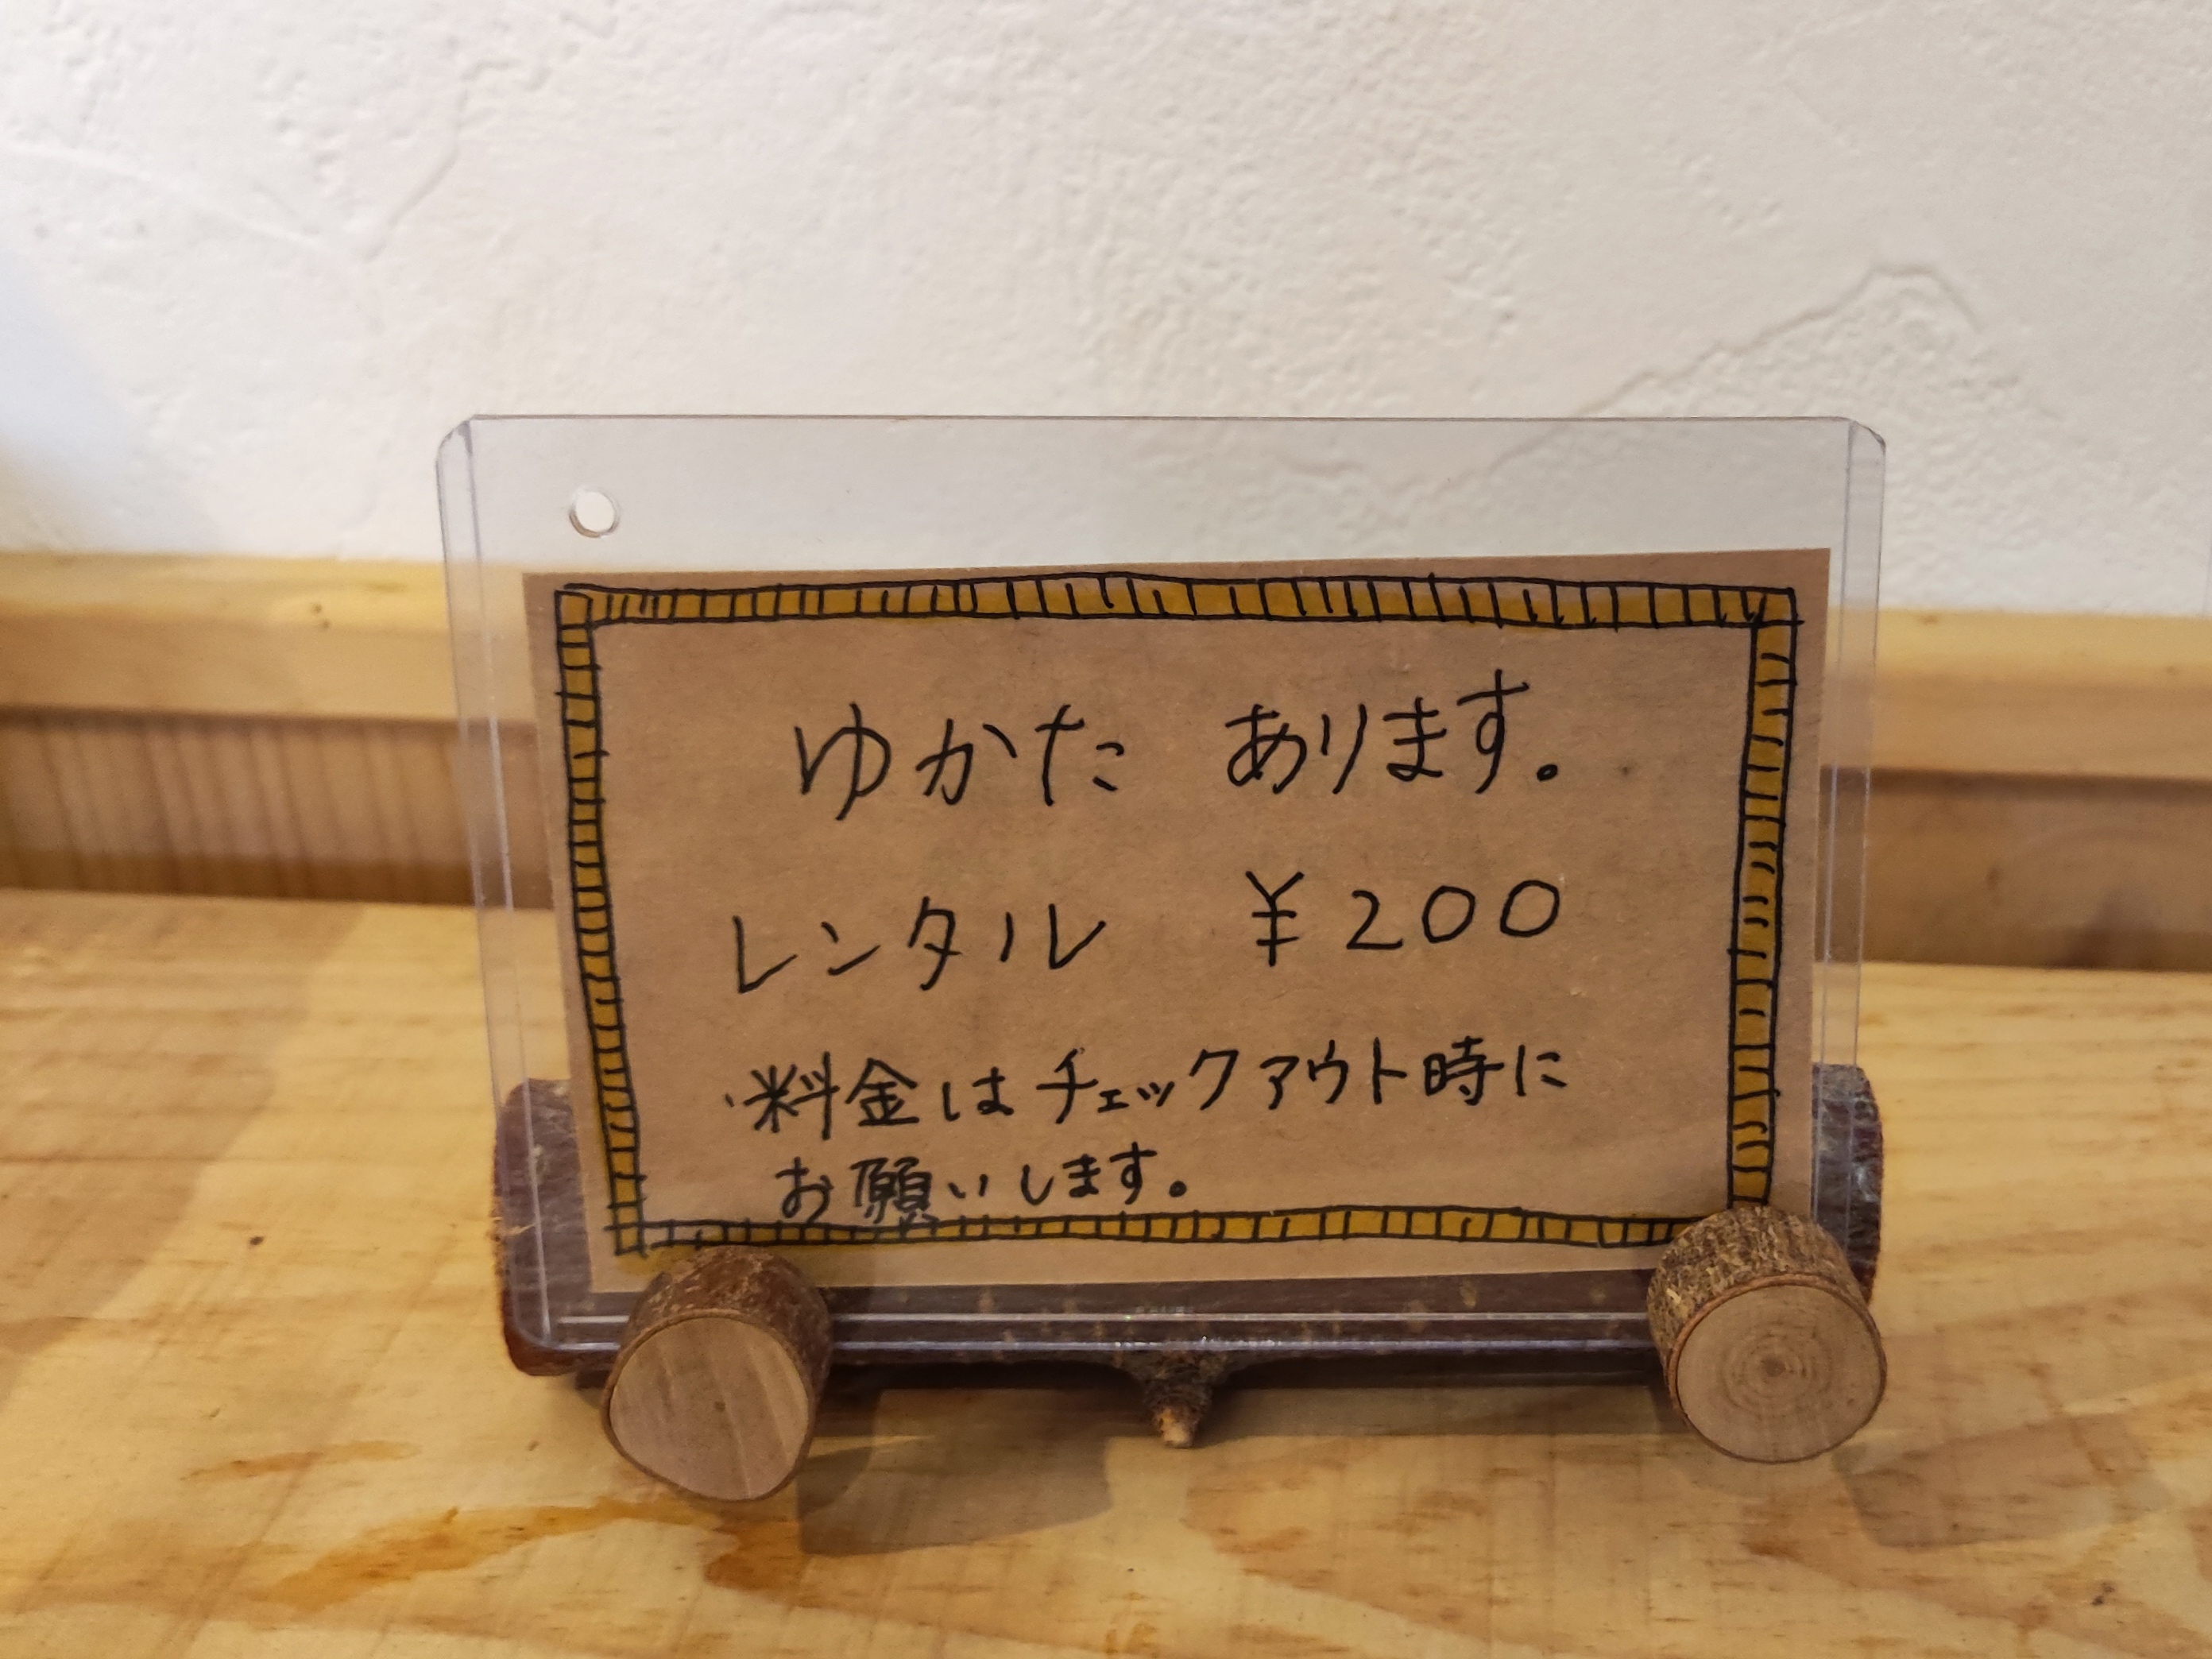 ゆかた あります。
レンタル ¥200
・料金はチェックアウト時に
お願いします。